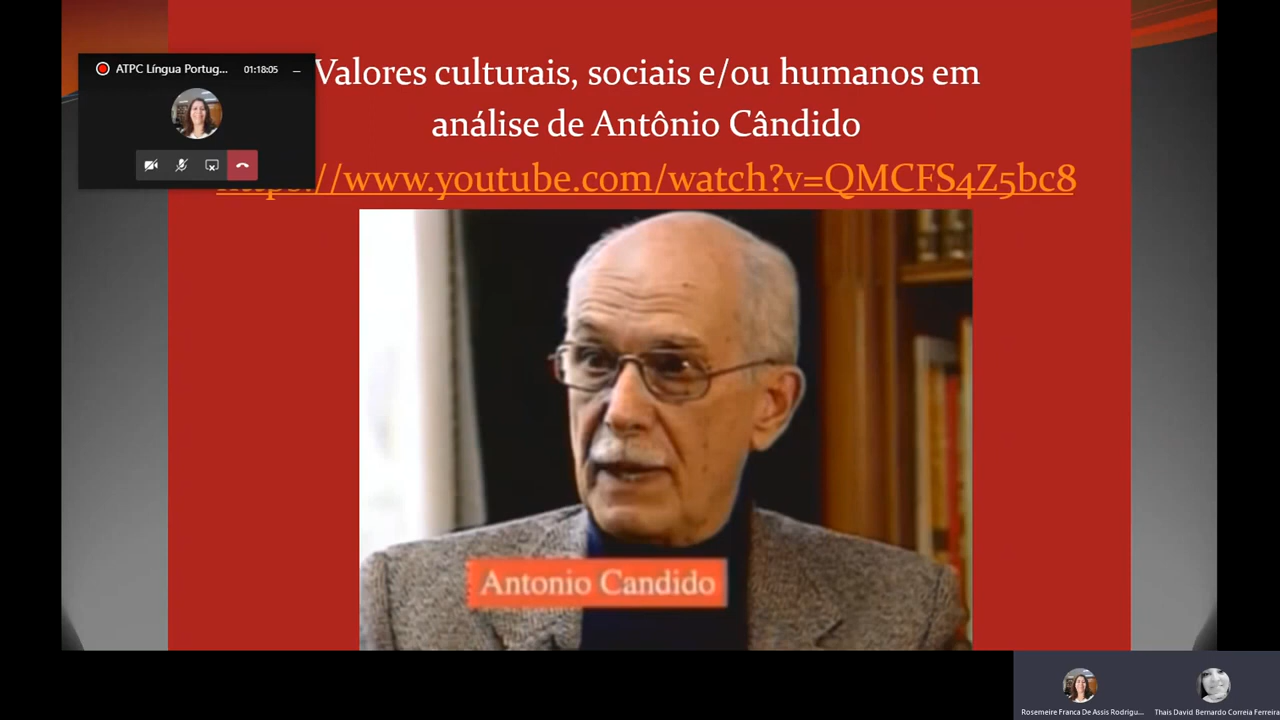 ATPC Língua Portug... 01:18:05
Valores culturais, sociais e/ou humanos em
análise de Antônio Cândido
https://www.youtube.com/watch?v=QMCFS4Z5bc8
Antonio Candido
Rosemeire Franca De Assis Rodrigu... Thais David Bernardo Correia Ferreira